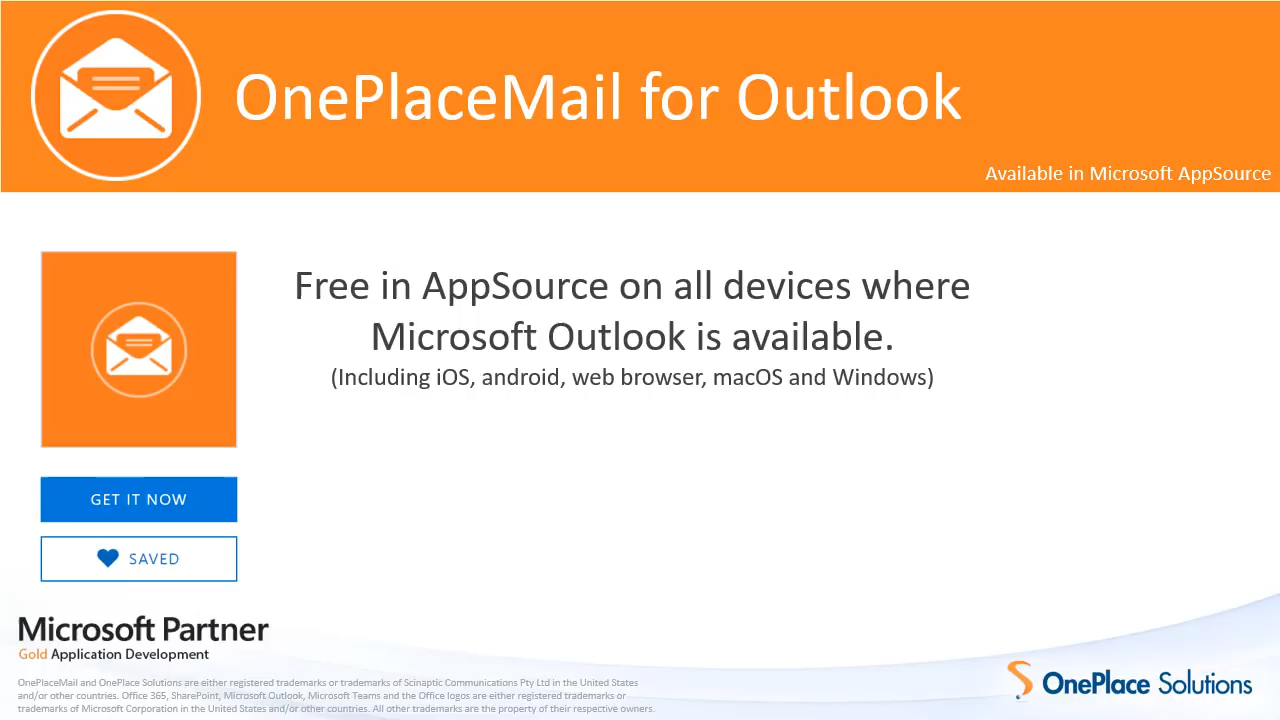 OnePlaceMail for Outlook
Available in Microsoft AppSource
Free in AppSource on all devices where
Microsoft Outlook is available.
(Including iOS, android, web browser, macOS and Windows)
GET IT NOW
SAVED
Microsoft Partner
Gold Application Development
OnePlaceMail and OnePlace Solutions are either registered trademarks or trademarks of Scinaptic Communications Pty Ltd in the United States
and/or other countries. Office 365, SharePoint, Microsoft Outlook, Microsoft Teams and the Office logos are either registered trademarks or
trademarks of Microsoft Corporation in the United States and/or other countries. All other trademarks are the property of their respective owners.
OnePlace Solutions